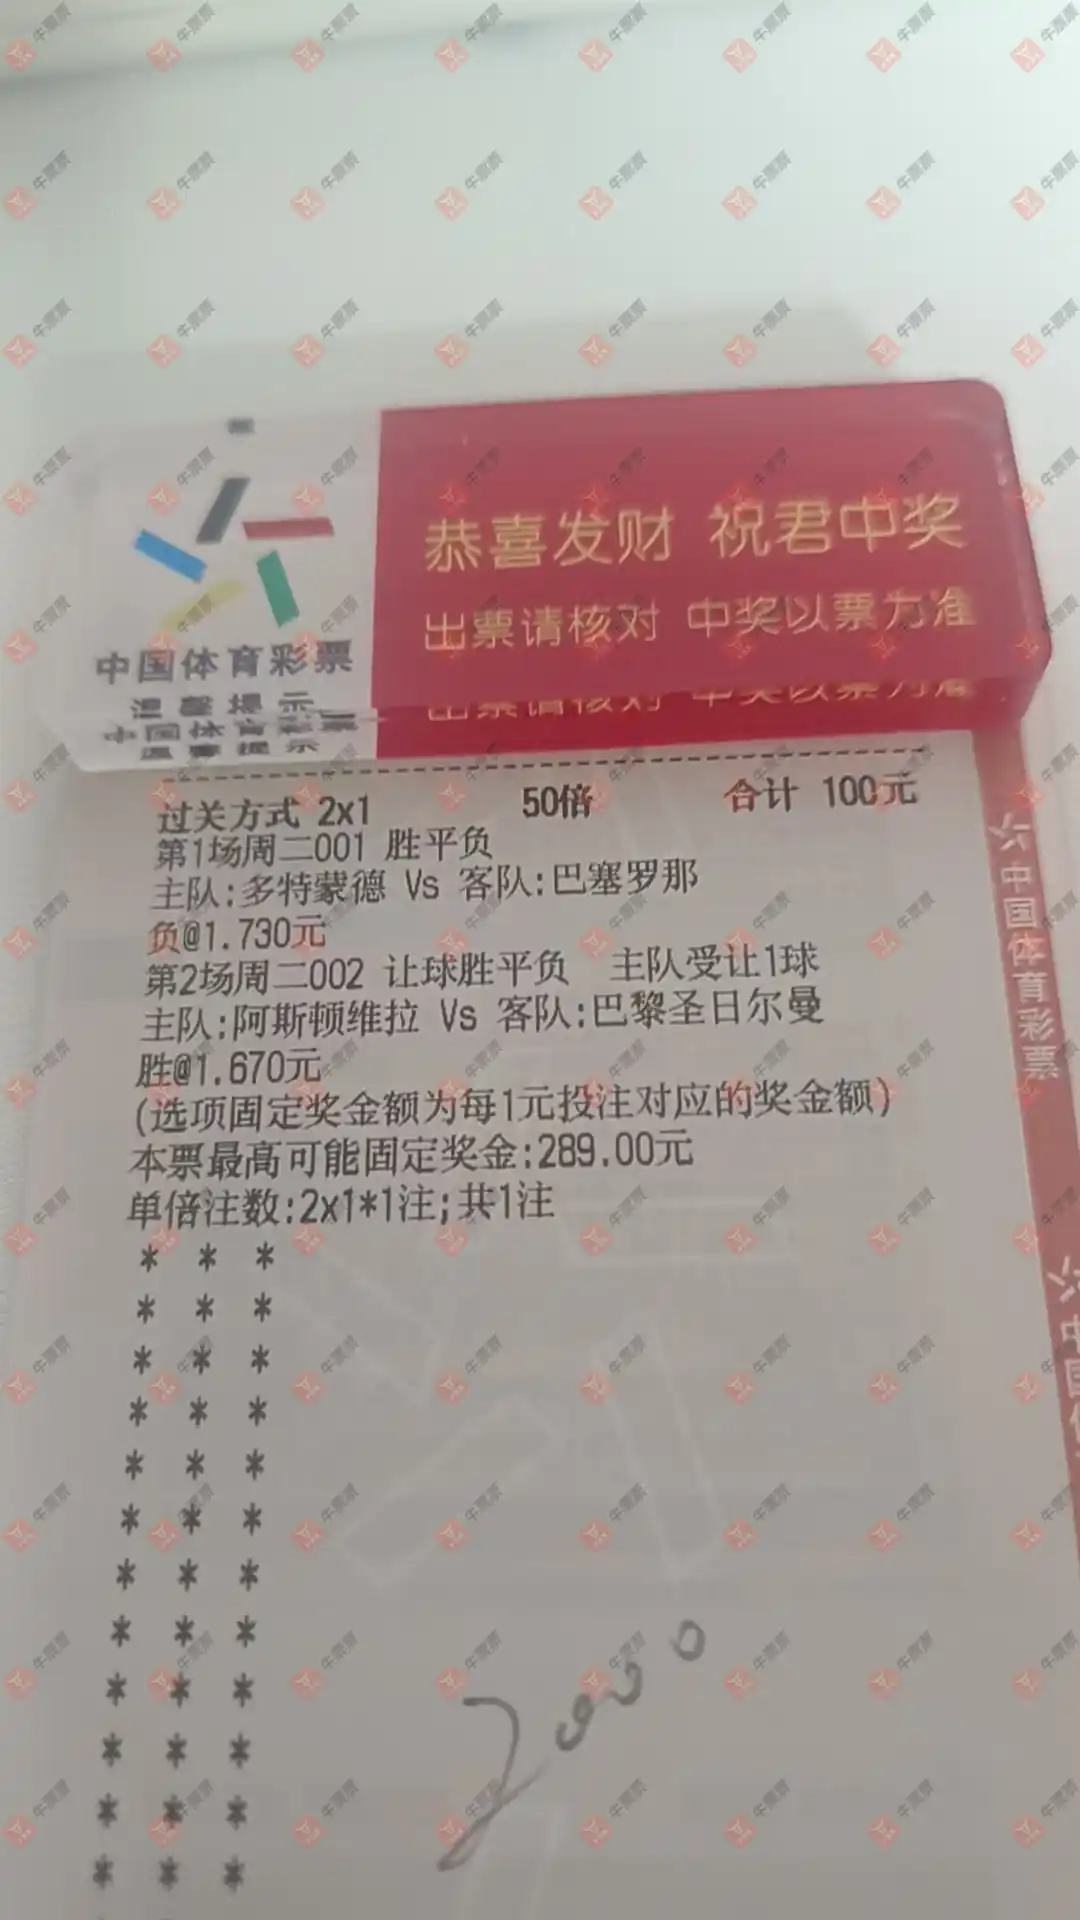 恭喜发财 祝君中奖
出票请核对 中奖以票为准
中国体育彩票
温馨提示
过关方式 2x1 50倍 合计 100元
第1场周二001 胜平负
主队:多特蒙德 Vs 客队:巴塞罗那
负@1.730元
第2场周二002 让球胜平负 主队受让1球
主队:阿斯顿维拉 Vs 客队:巴黎圣日尔曼
胜@1.670元
(选项固定奖金额为每1元投注对应的奖金额)
本票最高可能固定奖金:289.00元
单倍注数:2x1*1注;共1注
* * *
* * *
* * *
* * *
* * *
* * *
* * *
* * *
* * *
* * *
* * *
* * *
中国体育彩票
牛票票